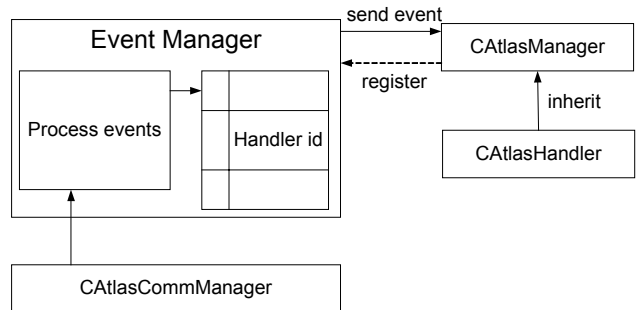 send event
Event Manager
CAtlasManager
register
Process events
Handler id
inherit
CAtlasHandler
CAtlasCommManager